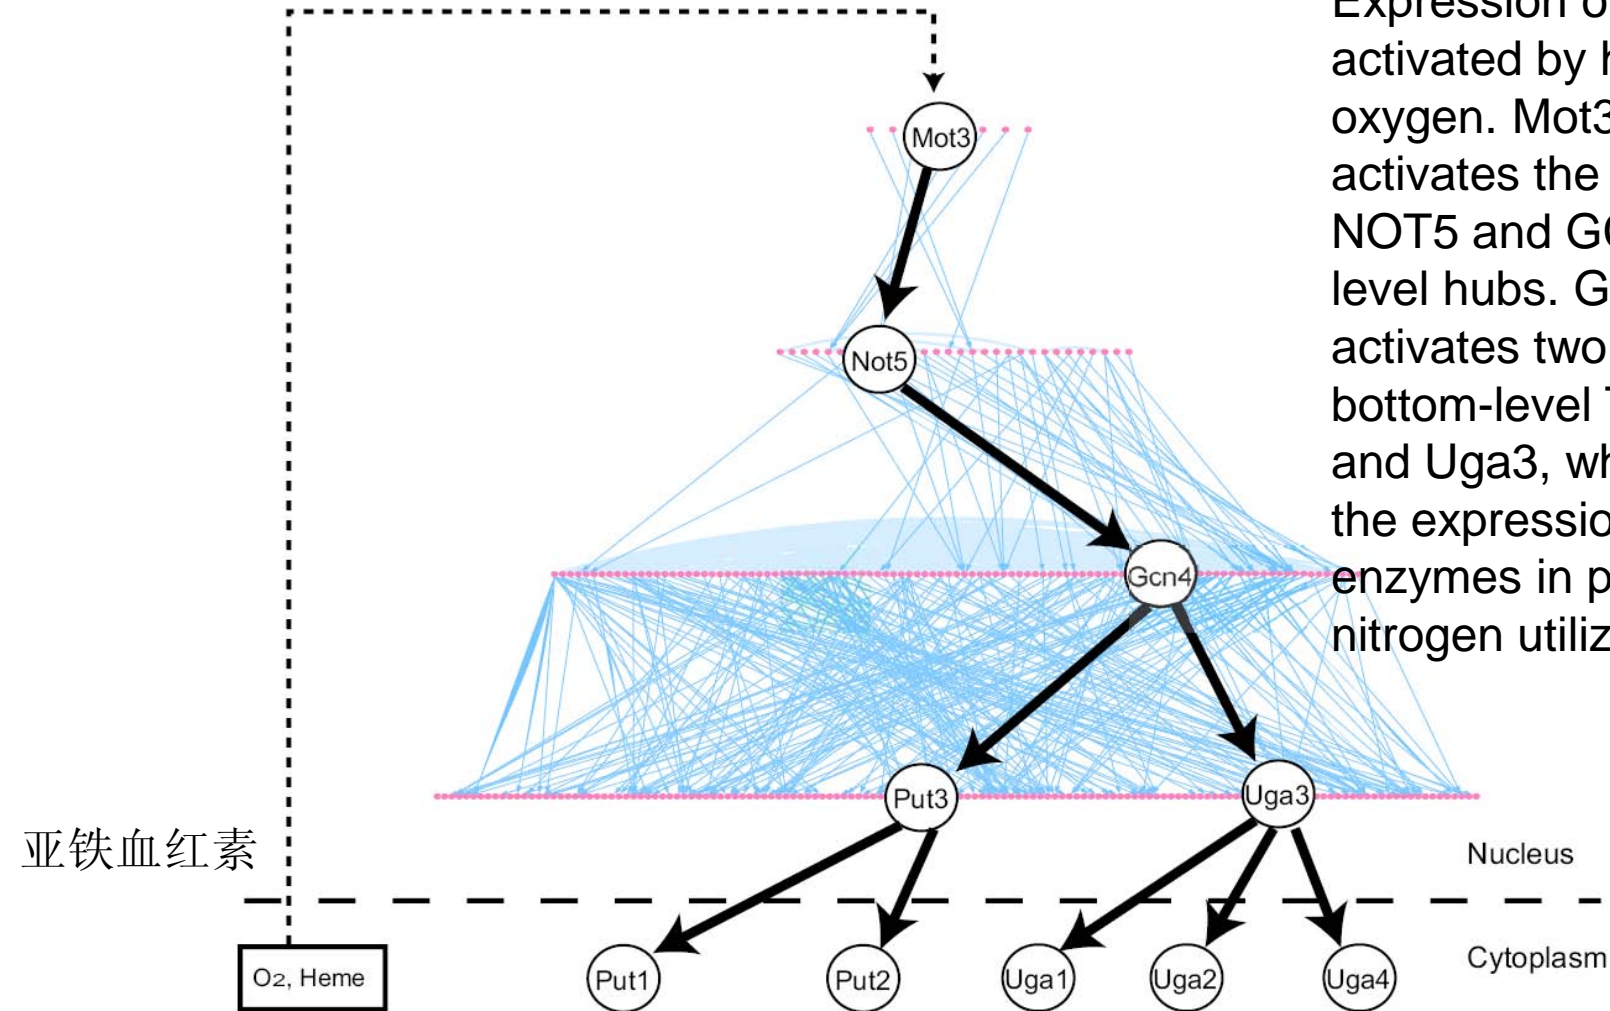 Expression o
activated by h
oxygen. Mot3
activates the
NOT5 and GC
level hubs. G
activates two
bottom-level T
and Uga3, wh
the expressio
enzymes in p
nitrogen utiliz
Mot3
Not5
Gcn4
Put3
Uga3
亚铁血红素
Nucleus
Cytoplasm
O2, Heme
Put1
Put2
Uga1
Uga2
Uga4